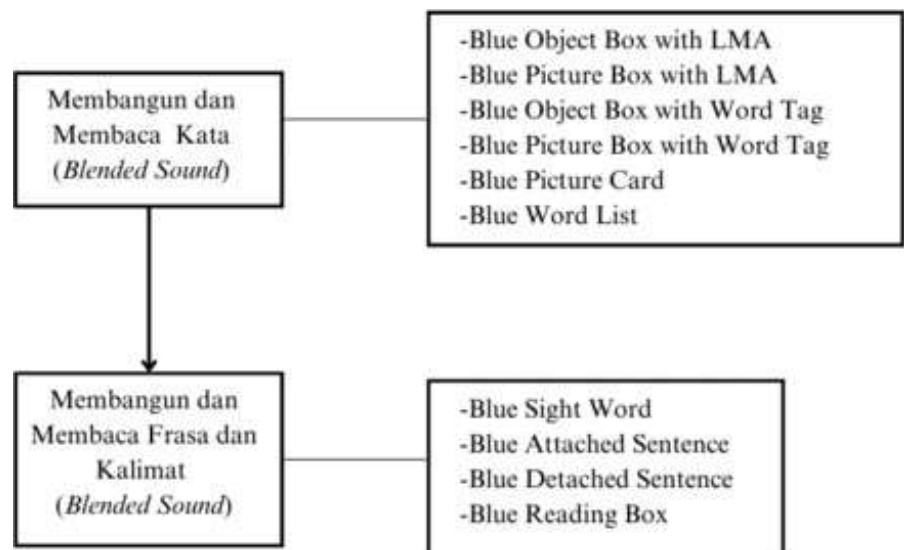 Membangun dan
Membaca Kata
(Blended Sound)
-Blue Object Box with LMA
-Blue Picture Box with LMA
-Blue Object Box with Word Tag
-Blue Picture Box with Word Tag
-Blue Picture Card
-Blue Word List
Membangun dan
Membaca Frasa dan
Kalimat
(Blended Sound)
-Blue Sight Word
-Blue Attached Sentence
-Blue Detached Sentence
-Blue Reading Box